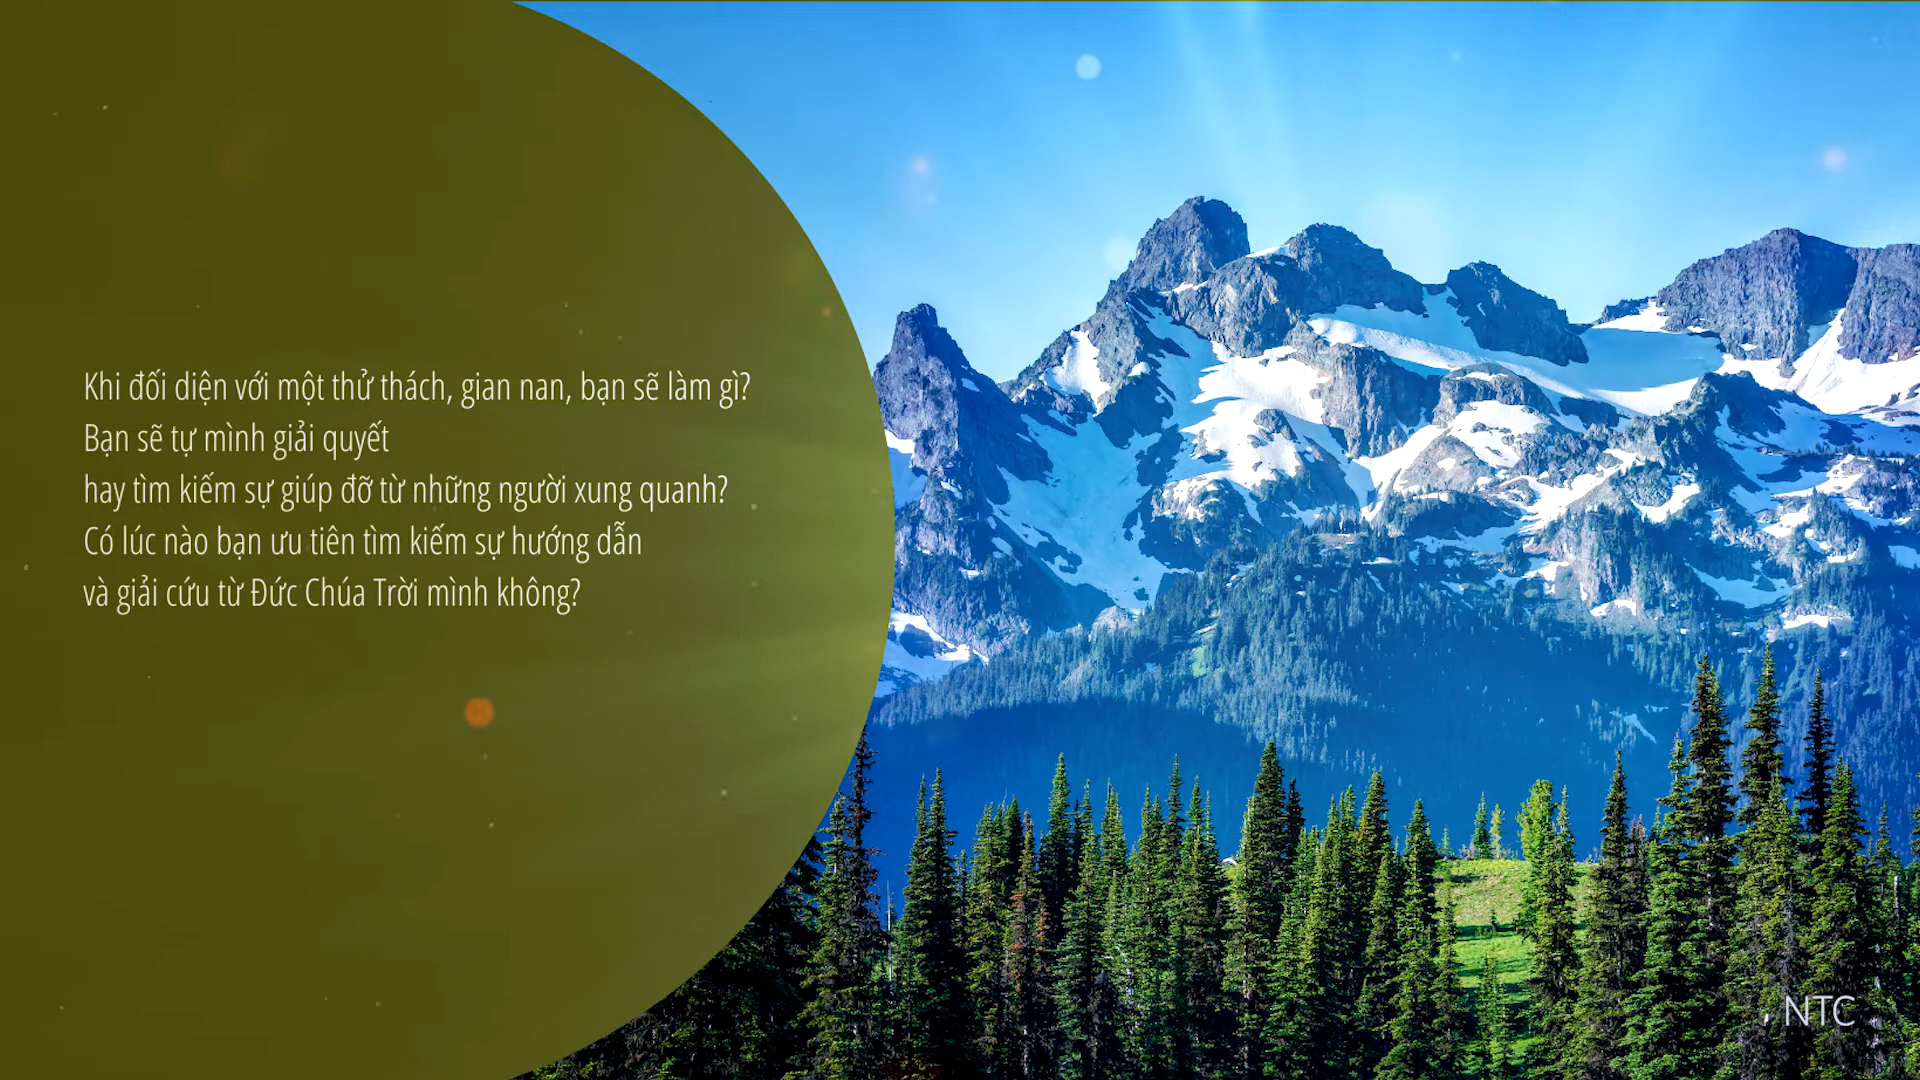 Khi đối diện với một thử thách, gian nan, bạn sẽ làm gì?
Bạn sẽ tự mình giải quyết
hay tìm kiếm sự giúp đỡ từ những người xung quanh?
Có lúc nào bạn ưu tiên tìm kiếm sự hướng dẫn
và giải cứu từ Đức Chúa Trời mình không?
NTC